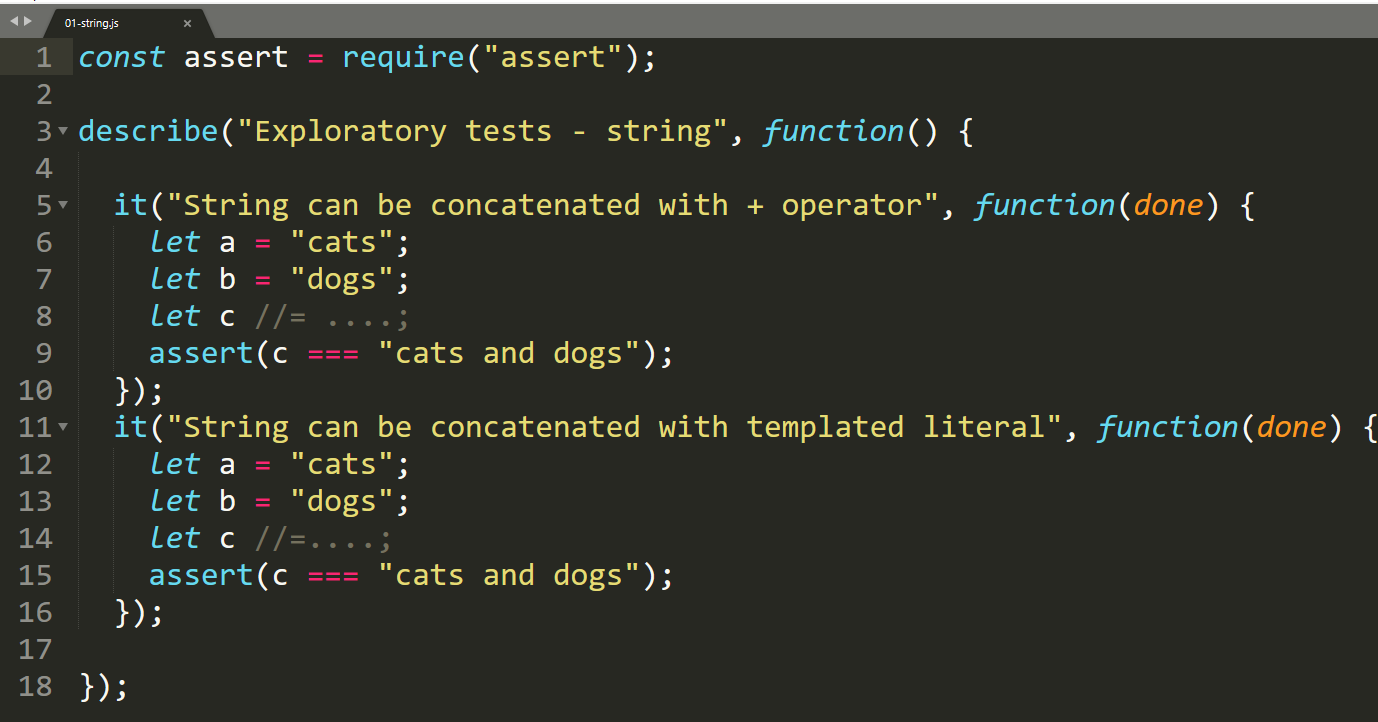 01-string.js ×
1 const assert = require("assert");
2
3 describe("Exploratory tests - string", function() {
4
5   it("String can be concatenated with + operator", function(done) {
6     let a = "cats";
7     let b = "dogs";
8     let c //= ....;
9     assert(c === "cats and dogs");
10   });
11   it("String can be concatenated with templated literal", function(done) {
12     let a = "cats";
13     let b = "dogs";
14     let c //=....;
15     assert(c === "cats and dogs");
16   });
17
18 });